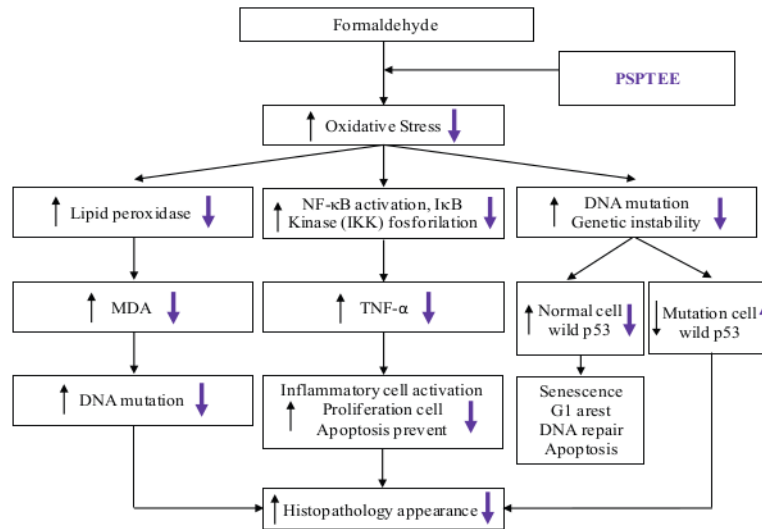 Formaldehyde
PSPTEE
Oxidative Stress
Lipid peroxidase
NF-κB activation, IκB
Kinase (IKK) fosforilation
DNA mutation
Genetic instability
MDA
TNF-α
Normal cell
wild p53
Mutation cell
wild p53
DNA mutation
Inflammatory cell activation
Proliferation cell
Apoptosis prevent
Senescence
G1 arest
DNA repair
Apoptosis
Histopathology appearance